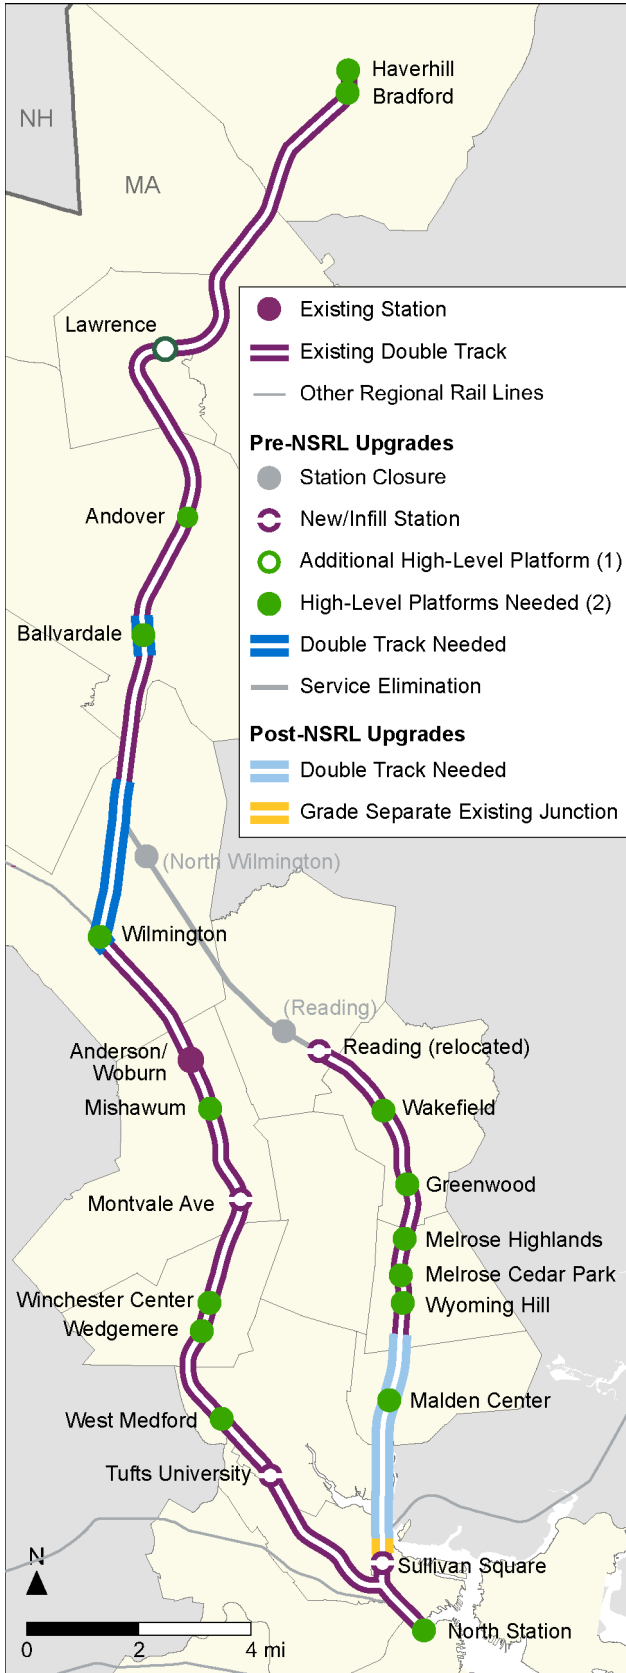 Haverhill
Bradford
NH
MA
Lawrence
Existing Station
Existing Double Track
Other Regional Rail Lines
Pre-NSRL Upgrades
Station Closure
New/Infill Station
Additional High-Level Platform (1)
High-Level Platforms Needed (2)
Double Track Needed
Service Elimination
Post-NSRL Upgrades
Double Track Needed
Grade Separate Existing Junction
Andover
Ballvardale
(North Wilmington)
Wilmington
(Reading)
Reading (relocated)
Anderson/
Woburn
Mishawum
Wakefield
Montvale Ave
Greenwood
Melrose Highlands
Melrose Cedar Park
Wyoming Hill
Winchester Center
Wedgemere
Malden Center
West Medford
Tufts University
Sullivan Square
North Station
N
0 2 4 mi